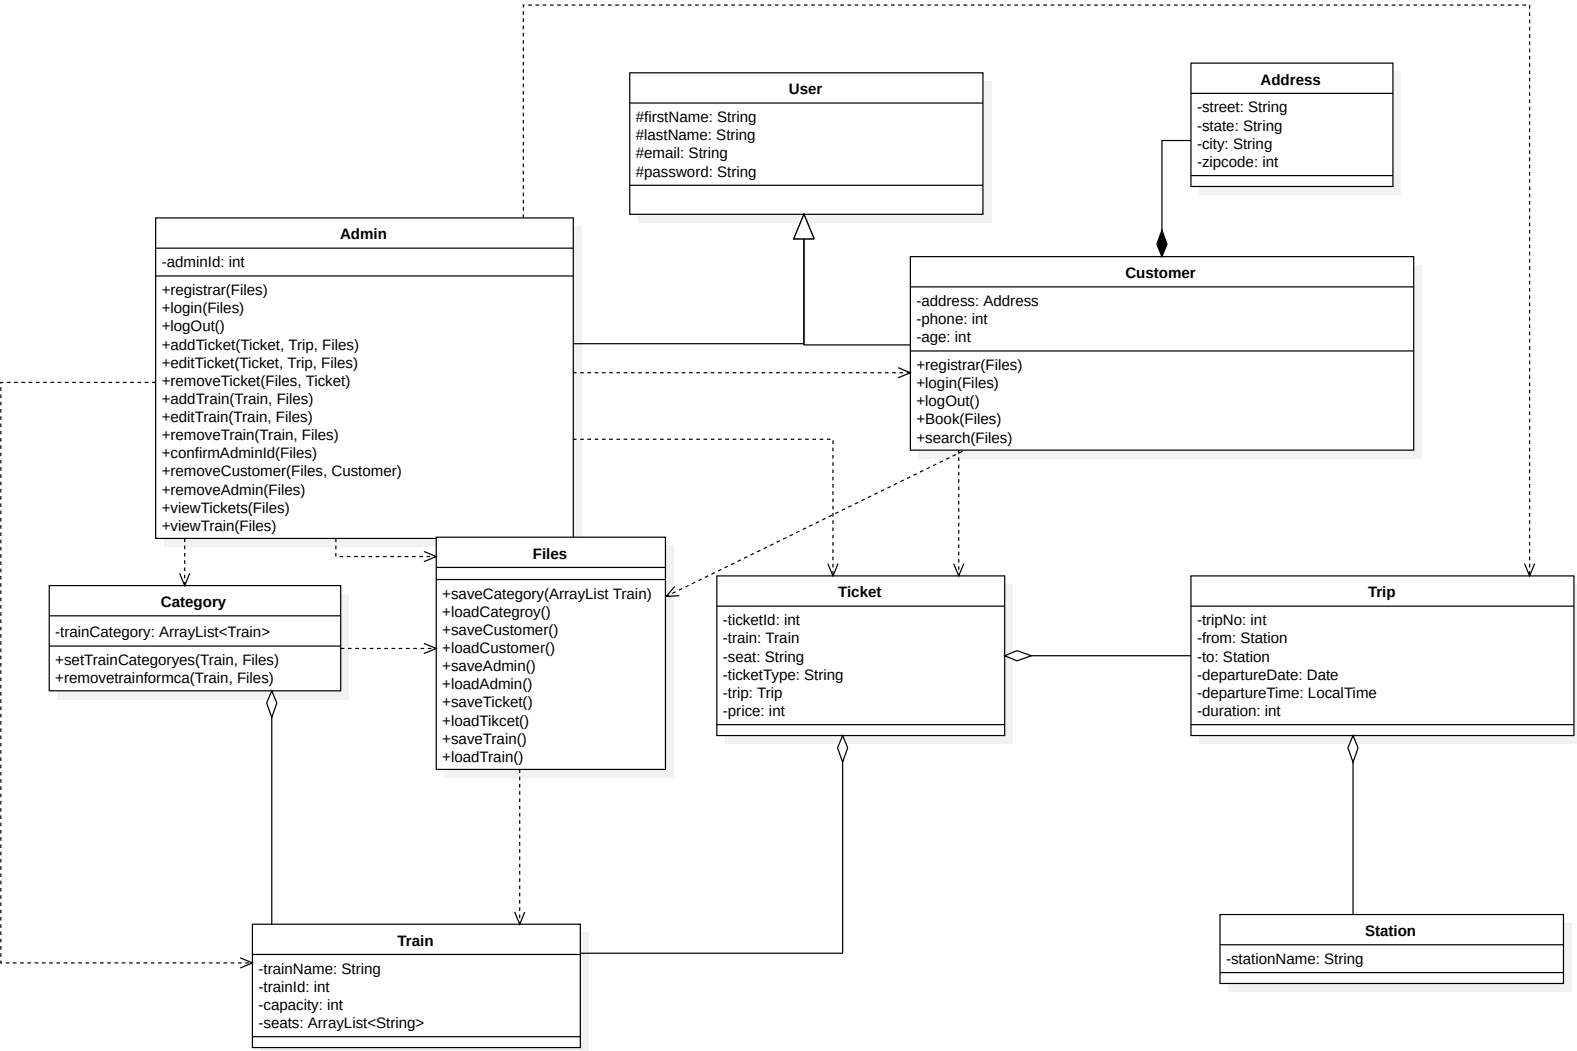 User
#firstName: String
#lastName: String
#email: String
#password: String
Address
-street: String
-state: String
-city: String
-zipcode: int
Admin
-adminId: int
+registrar(Files)
+login(Files)
+logOut()
+addTicket(Ticket, Trip, Files)
+editTicket(Ticket, Trip, Files)
+removeTicket(Files, Ticket)
+addTrain(Train, Files)
+editTrain(Train, Files)
+removeTrain(Train, Files)
+confirmAdminId(Files)
+removeCustomer(Files, Customer)
+removeAdmin(Files)
+viewTickets(Files)
+viewTrain(Files)
Customer
-address: Address
-phone: int
-age: int
+registrar(Files)
+login(Files)
+logOut()
+Book(Files)
+search(Files)
Category
-trainCategory: ArrayList<Train>
+setTrainCategoryes(Train, Files)
+removetrainformca(Train, Files)
Files
+saveCategory(ArrayList Train)
+loadCategroy()
+saveCustomer()
+loadCustomer()
+saveAdmin()
+loadAdmin()
+saveTicket()
+loadTikcet()
+saveTrain()
+loadTrain()
Ticket
-ticketId: int
-train: Train
-seat: String
-ticketType: String
-trip: Trip
-price: int
Trip
-tripNo: int
-from: Station
-to: Station
-departureDate: Date
-departureTime: LocalTime
-duration: int
Train
-trainName: String
-trainId: int
-capacity: int
-seats: ArrayList<String>
Station
-stationName: String